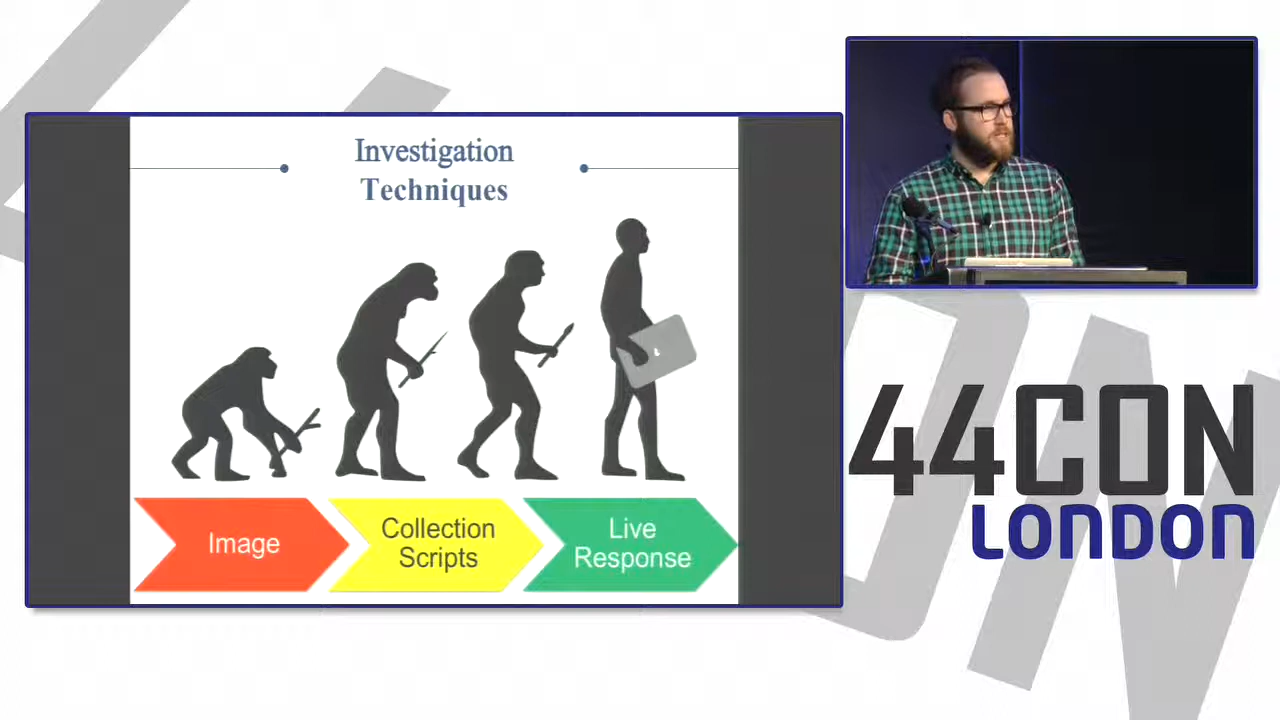 Investigation
Techniques
Image
Collection
Scripts
Live
Response
44CON
LONDON